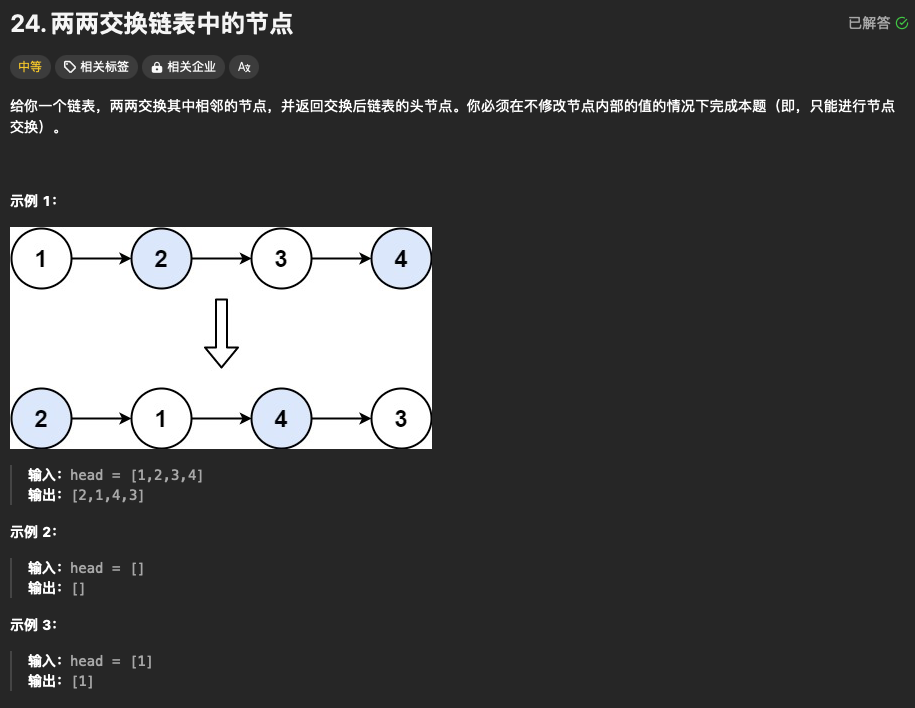 24. 两两交换链表中的节点
已解答
中等 相关标签 相关企业 Aず
给你一个链表，两两交换其中相邻的节点，并返回交换后链表的头节点。你必须在不修改节点内部的值的情况下完成本题（即，只能进行节点
交换）。
示例 1：
1 2 3 4
2 1 4 3
输入：head = [1,2,3,4]
输出：[2,1,4,3]
示例 2：
输入：head = []
输出：[]
示例 3：
输入：head = [1]
输出：[1]